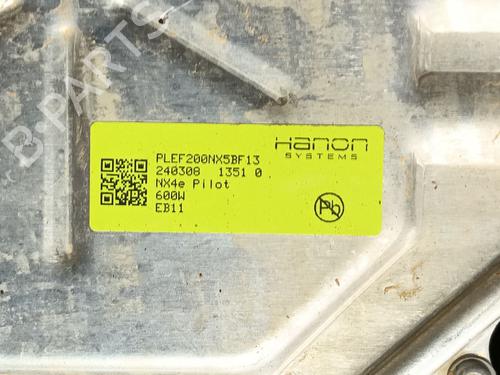 B-PARTS
Hanon
SYSTEMS
PLEF200NX5BF13
240308 1351 0
NX4e Pilot
600W
EB11
Pb